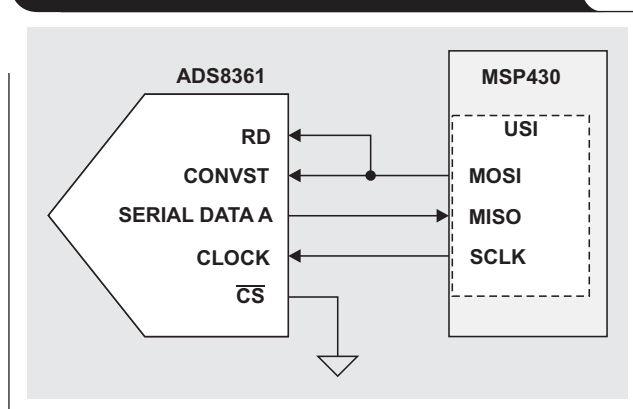 ADS8361
MSP430
USI
RD
CONVST
MOSI
SERIAL DATA A
MISO
CLOCK
SCLK
CS